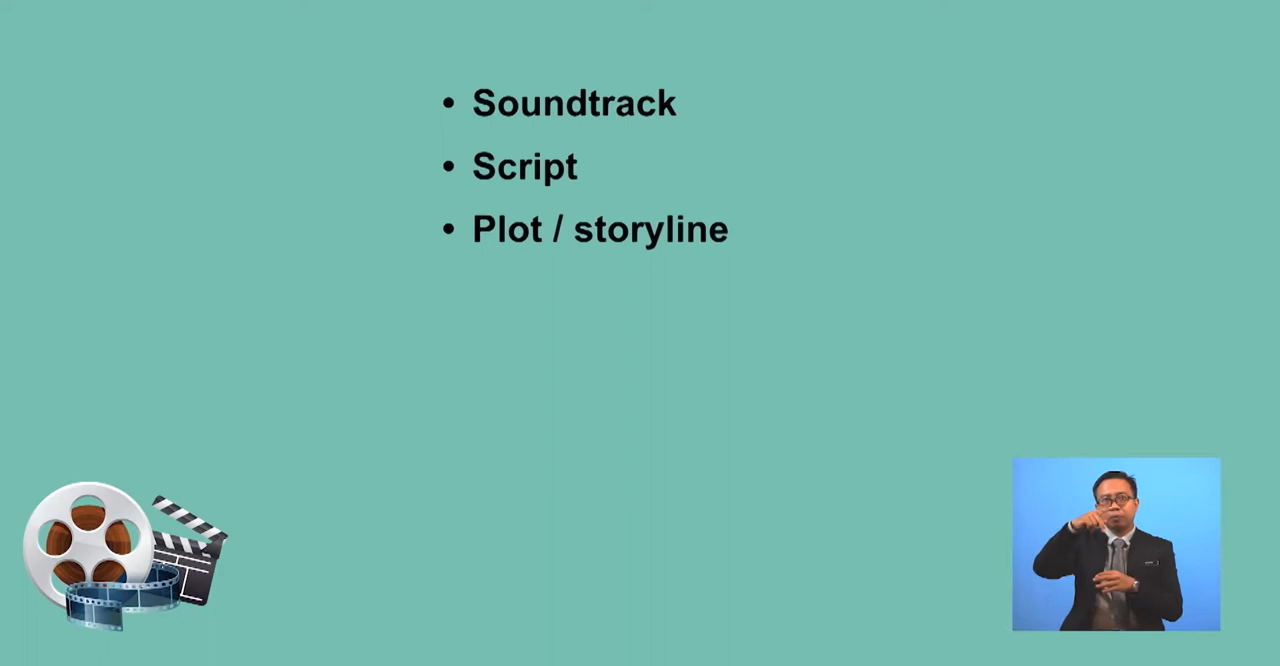 • Soundtrack
• Script
• Plot / storyline